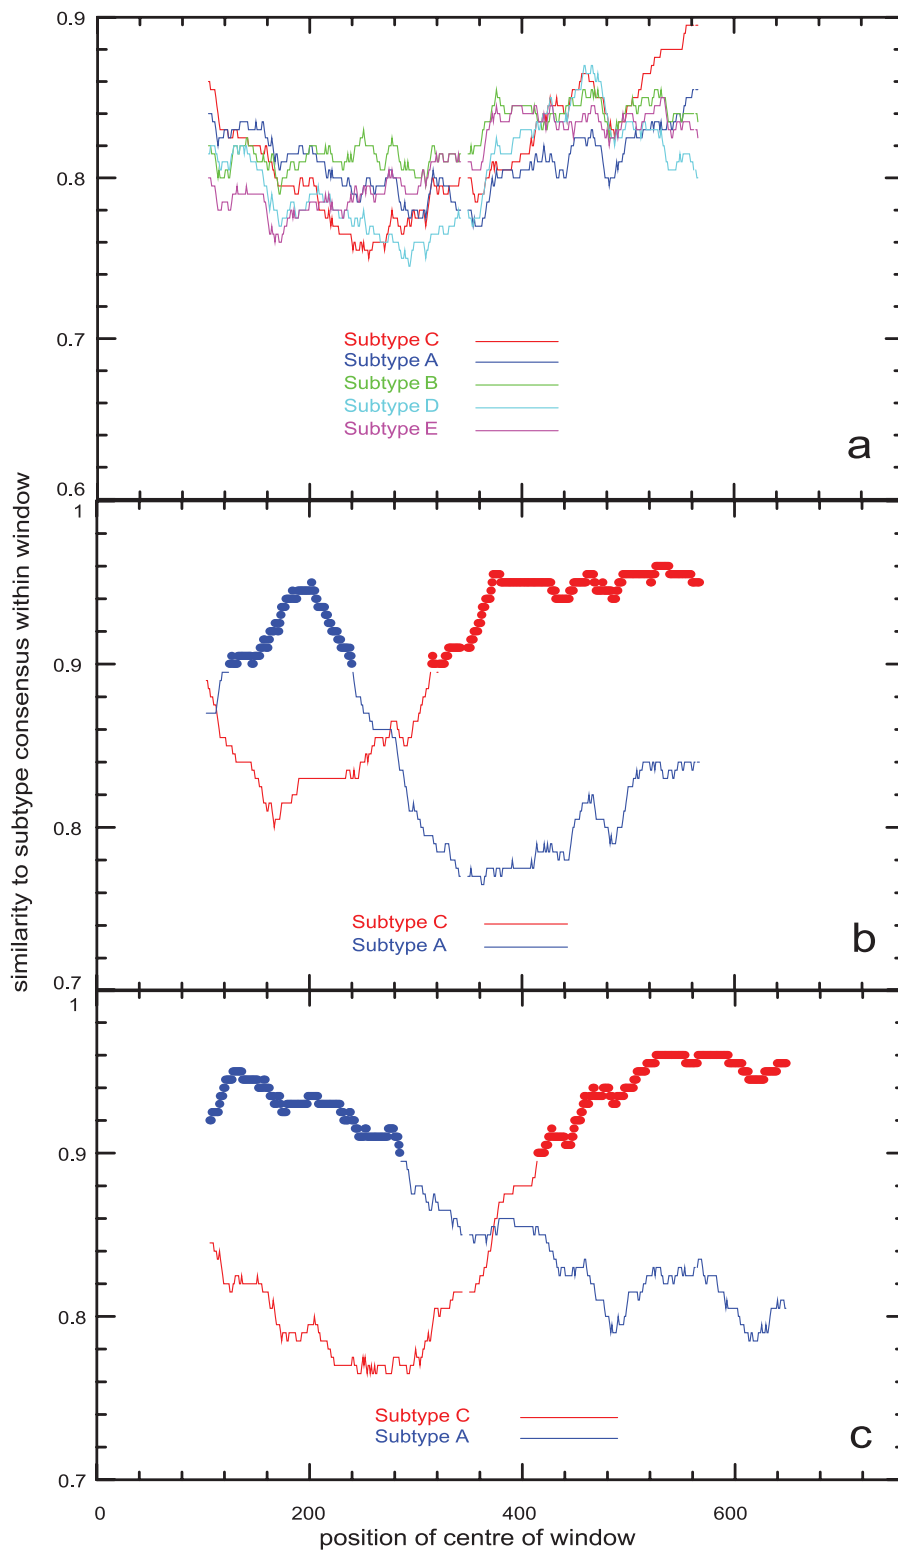 0.9
0.8
0.7
Subtype C
Subtype A
Subtype B
Subtype D
Subtype E
a
0.6
1
0.9
0.8
Subtype C
Subtype A
b
0.7
1
0.9
0.8
Subtype C
Subtype A
c
0.7
0 200 400 600
position of centre of window
similarity to subtype consensus within window